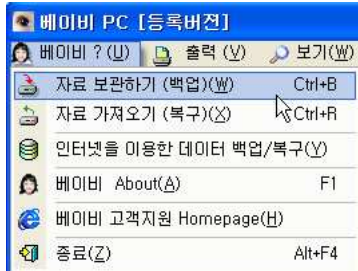 베이비 PC [등록버젼]
베이비 ? (U) 출력 (V) 보기(W)
자료 보관하기 (백업)(W) Ctrl+B
자료 가져오기 (복구)(X) Ctrl+R
인터넷을 이용한 데이터 백업/복구(Y)
베이비 About(A) F1
베이비 고객지원 Homepage(H)
종료(Z) Alt+F4